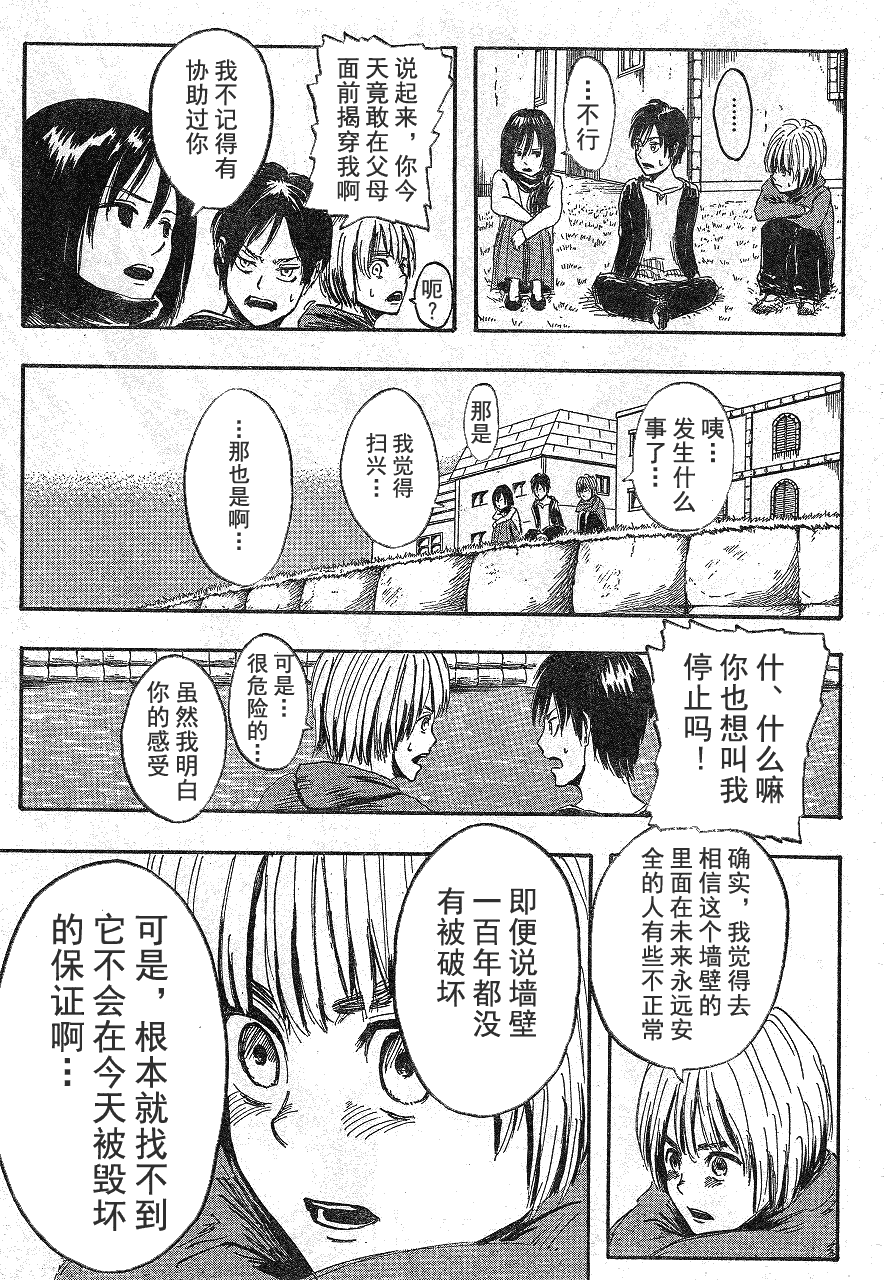 ……
…不行
说起来，你今
天竟敢在父母
面前揭穿我啊
我不记得有
协助过你
呃？
咦…
发生什么
事了…
那是
我觉得
扫兴…
…那也是啊…
什、什么嘛
你也想叫我
停止吗！
可是…
很危险的…
虽然我明白
你的感受
确实，我觉得去
相信这个墙壁的
里面在未来永远安
全的人有些不正常
即便说墙壁
一百年都没
有被破坏
可是，根本就找不到
它不会在今天被毁坏
的保证啊…